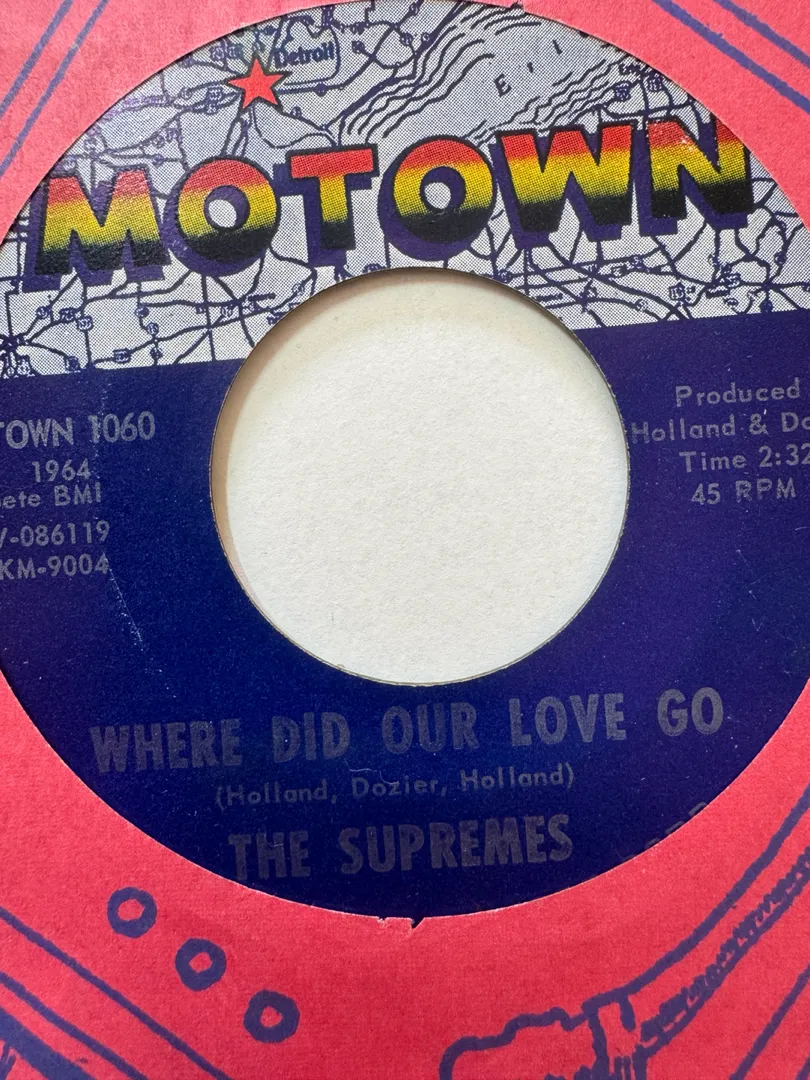 Detroit
MOTOWN
TOWN 1060
1964
ete BMI
-086119
KM-9004
Produced
Holland & Do
Time 2:32
45 RPM
WHERE DID OUR LOVE GO
(Holland, Dozier, Holland)
THE SUPREMES